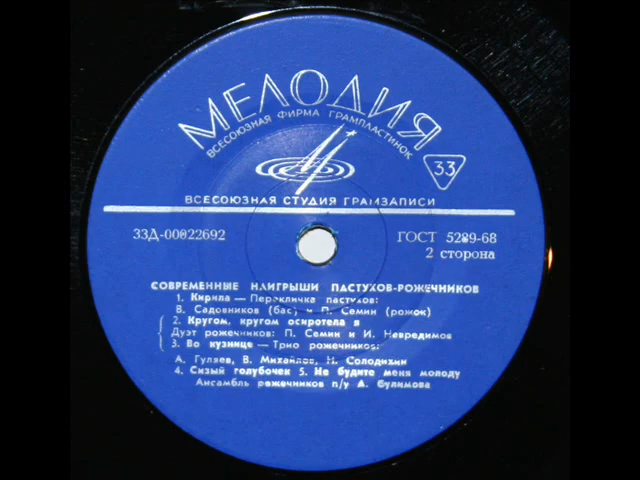 МЕЛОДИЯ
ВСЕСОЮЗНАЯ ФИРМА ГРАМПЛАСТИНОК
33
ВСЕСОЮЗНАЯ СТУДИЯ ГРАМЗАПИСИ
33Д-00022692
ГОСТ 5289-68
2 сторона
СОВРЕМЕННЫЕ НАИГРЫШИ ПАСТУХОВ-РОЖЕЧНИКОВ
1. Кирила — Перекличка пастухов:
В. Садовников (бас) и П. Семин (рожок)
2. Кругом, кругом осиротела я
Дуэт рожечников: П. Семин и И. Невредимов
3. Во кузнице — Трио рожечников:
А. Гуляев, В. Михайлов, Н. Солодихин
4. Сизый голубочек 5. Не будите меня молоду
Ансамбль рожечников п/у А. Сулимова